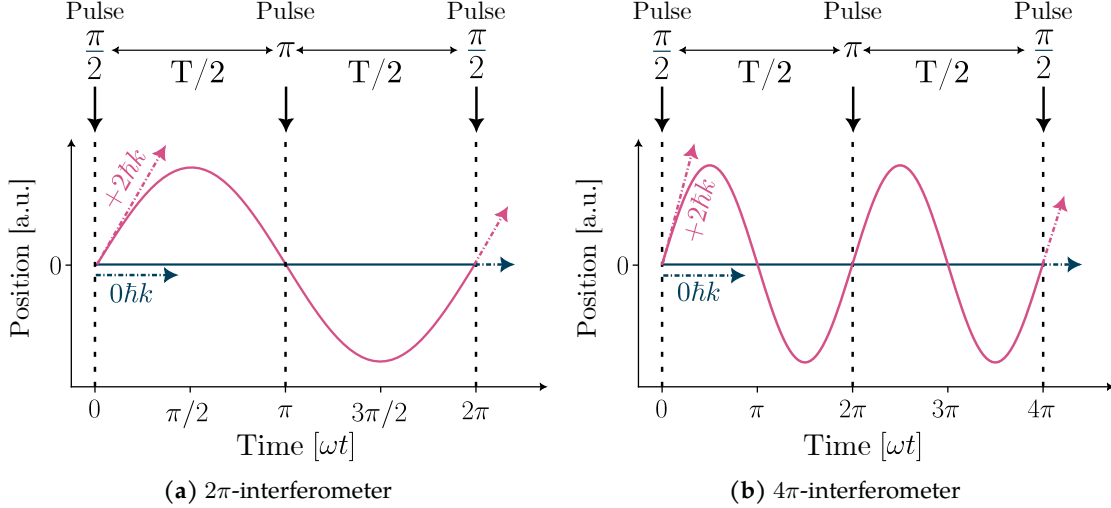 Pulse Pulse Pulse
π/2 π π/2
T/2 T/2
+2ħk
0ħk
Position [a.u.]
0
0 π/2 π 3π/2 2π
Time [ωt]
(a) 2π-interferometer
Pulse Pulse Pulse
π/2 π π/2
T/2 T/2
+2ħk
0ħk
Position [a.u.]
0
0 π 2π 3π 4π
Time [ωt]
(b) 4π-interferometer